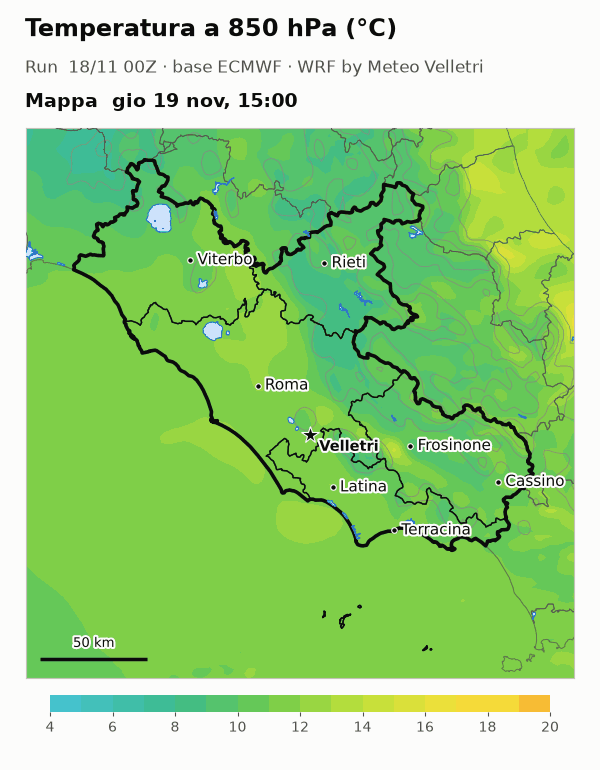 Temperatura a 850 hPa (°C)
Run  18/11 00Z · base ECMWF · WRF by Meteo Velletri
Mappa  gio 19 nov, 15:00
Viterbo
Rieti
Roma
Velletri
Frosinone
Latina
Cassino
Terracina
50 km
4 6 8 10 12 14 16 18 20